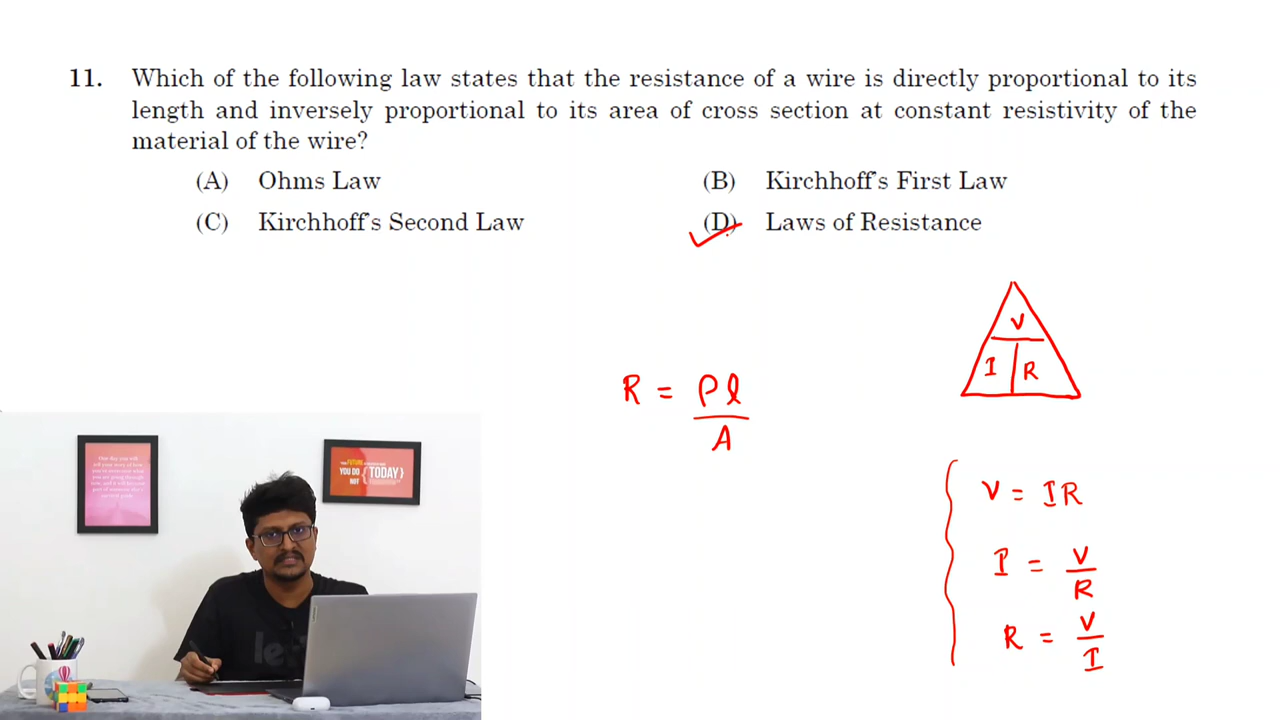 11. Which of the following law states that the resistance of a wire is directly proportional to its
length and inversely proportional to its area of cross section at constant resistivity of the
material of the wire?
(A) Ohms Law
(B) Kirchhoff's First Law
(C) Kirchhoff's Second Law
(D) Laws of Resistance
V
I R
R = ρl
A
V = IR
I = V
R
R = V
I
YOU DO
NOT
{TODAY}